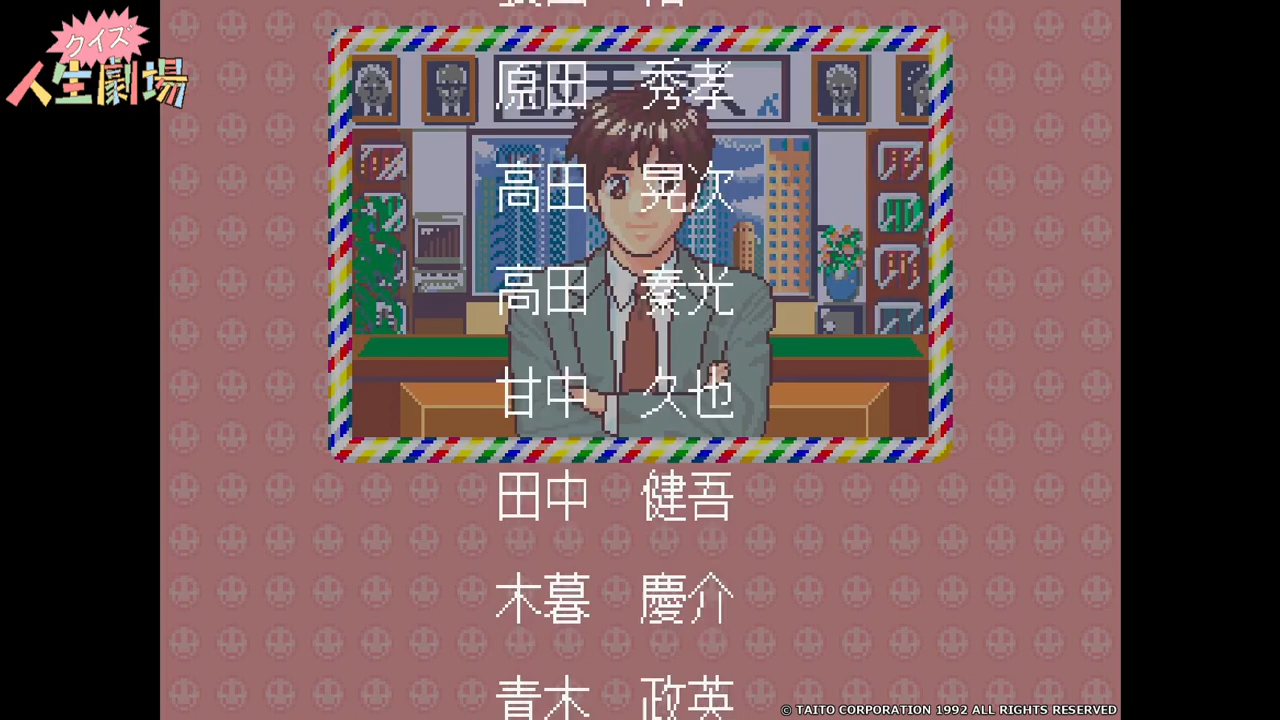 クイズ
人生劇場
原田 秀孝
高田 晃次
高田 秦光
甘中 久也
田中 健吾
木暮 慶介
青木 政英
© TAITO CORPORATION 1992 ALL RIGHTS RESERVED